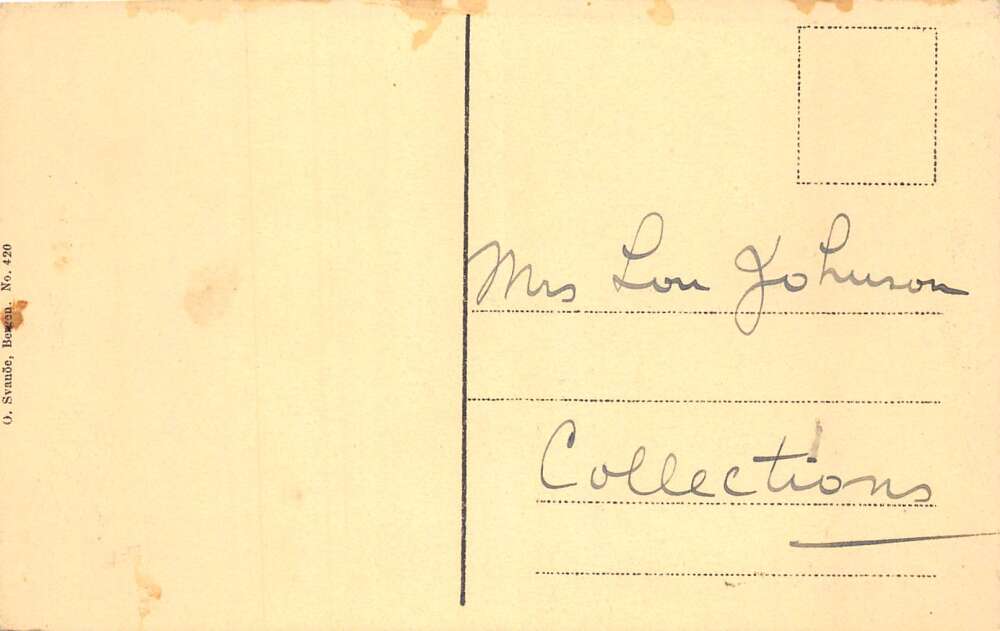 O. Svanöe, Bergen. No. 420
Mrs Lou Johnson
Collections